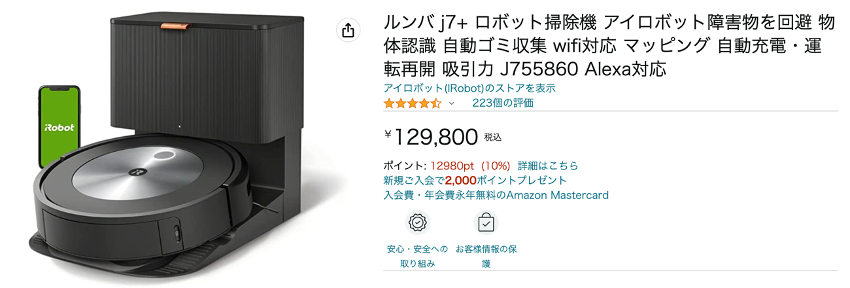 iRobot
ルンバ j7+ ロボット掃除機 アイロボット障害物を回避 物
体認識 自動ゴミ収集 wifi対応 マッピング 自動充電・運
転再開 吸引力 J755860 Alexa対応
アイロボット(IRobot)のストアを表示
223個の評価
¥129,800 税込
ポイント: 12980pt (10%) 詳細はこちら
新規ご入会で2,000ポイントプレゼント
入会費・年会費永年無料のAmazon Mastercard
安心・安全への
取り組み
お客様情報の保
護